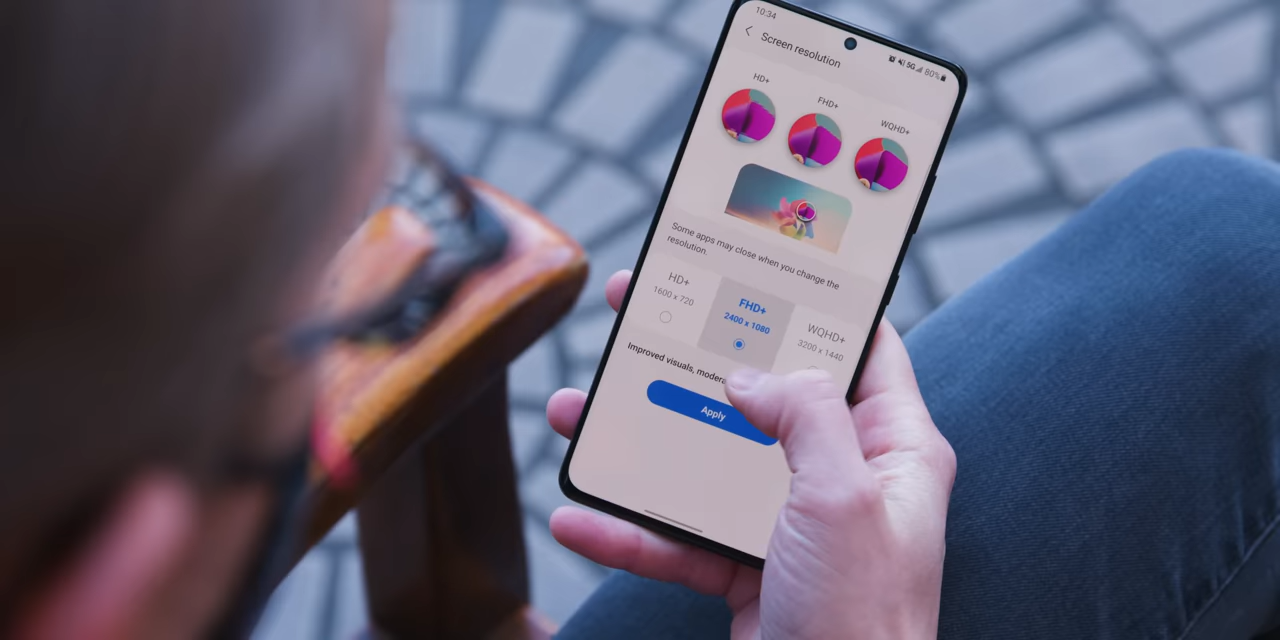 10:34
5G 80%
Screen resolution
HD+
FHD+
WQHD+
Some apps may close when you change the
resolution.
HD+
1600 x 720
FHD+
2400 x 1080
WQHD+
3200 x 1440
Improved visuals,
Apply